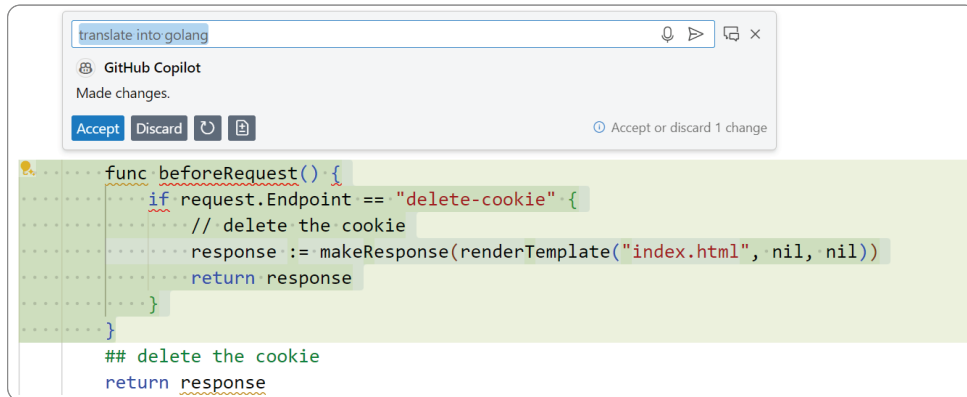 translate into golang
GitHub Copilot
Made changes.
Accept Discard
Accept or discard 1 change
func beforeRequest() {
if request.Endpoint == "delete-cookie" {
// delete the cookie
response := makeResponse(renderTemplate("index.html", nil, nil))
return response
}
}
## delete the cookie
return response